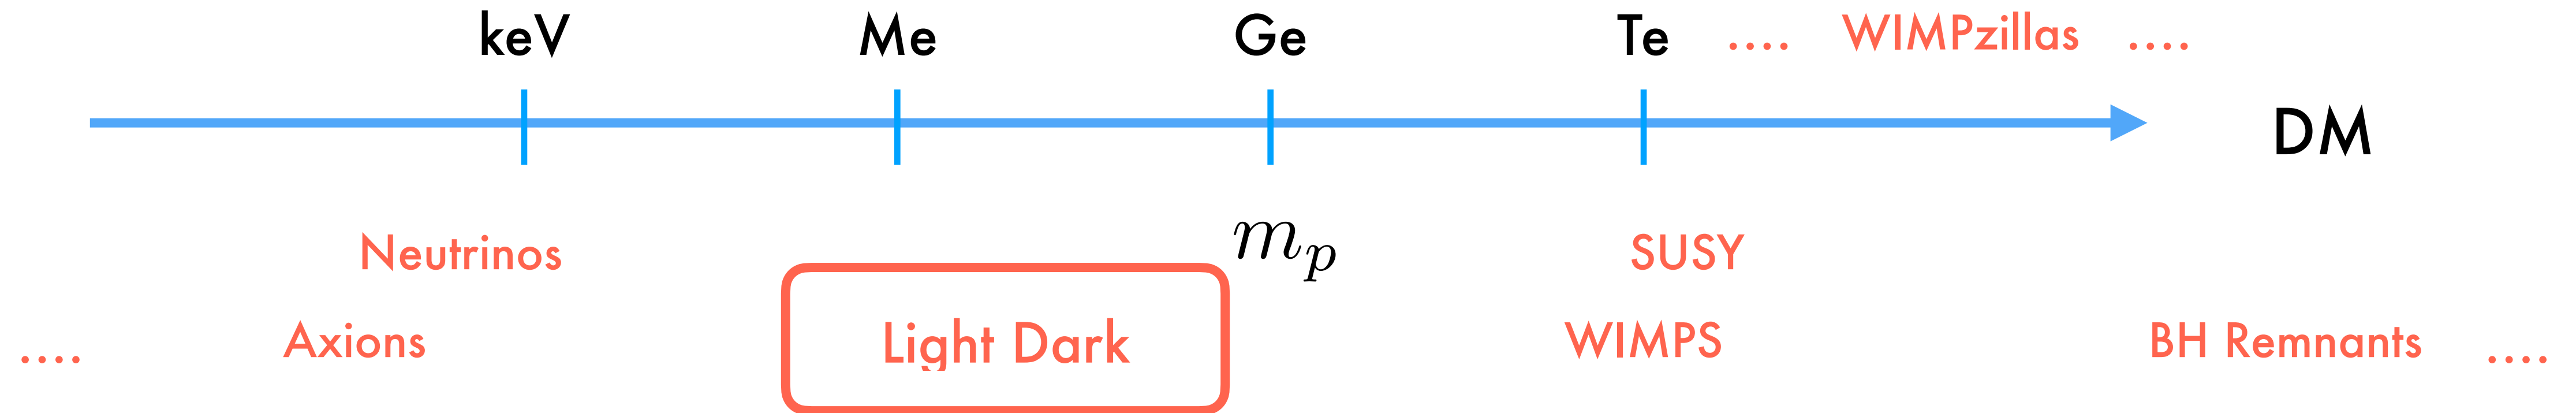 keV Me Ge Te .... WIMPzillas ....
DM
Neutrinos m_p SUSY
.... Axions Light Dark WIMPS BH Remnants ....